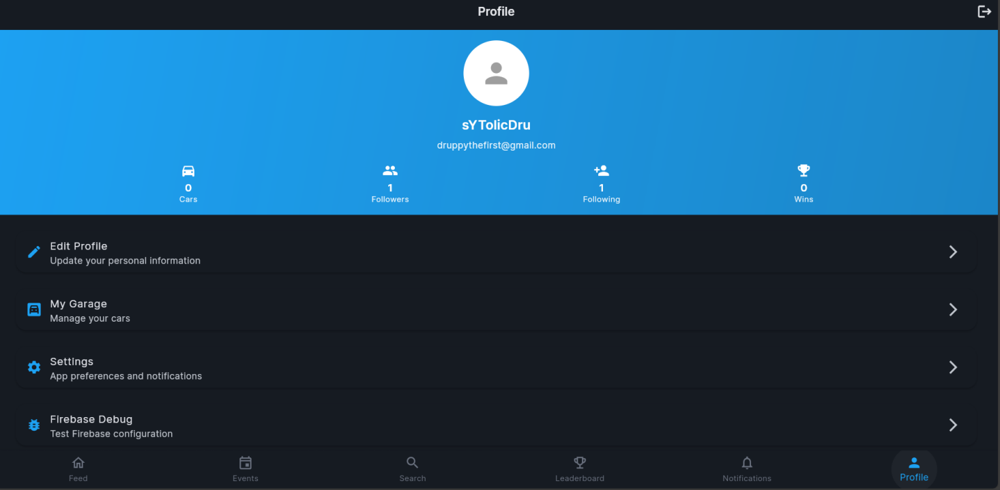 Profile
sYTolicDru
druppythefirst@gmail.com
0 1 1 0
Cars Followers Following Wins
Edit Profile
Update your personal information
My Garage
Manage your cars
Settings
App preferences and notifications
Firebase Debug
Test Firebase configuration
Feed Events Search Leaderboard Notifications Profile